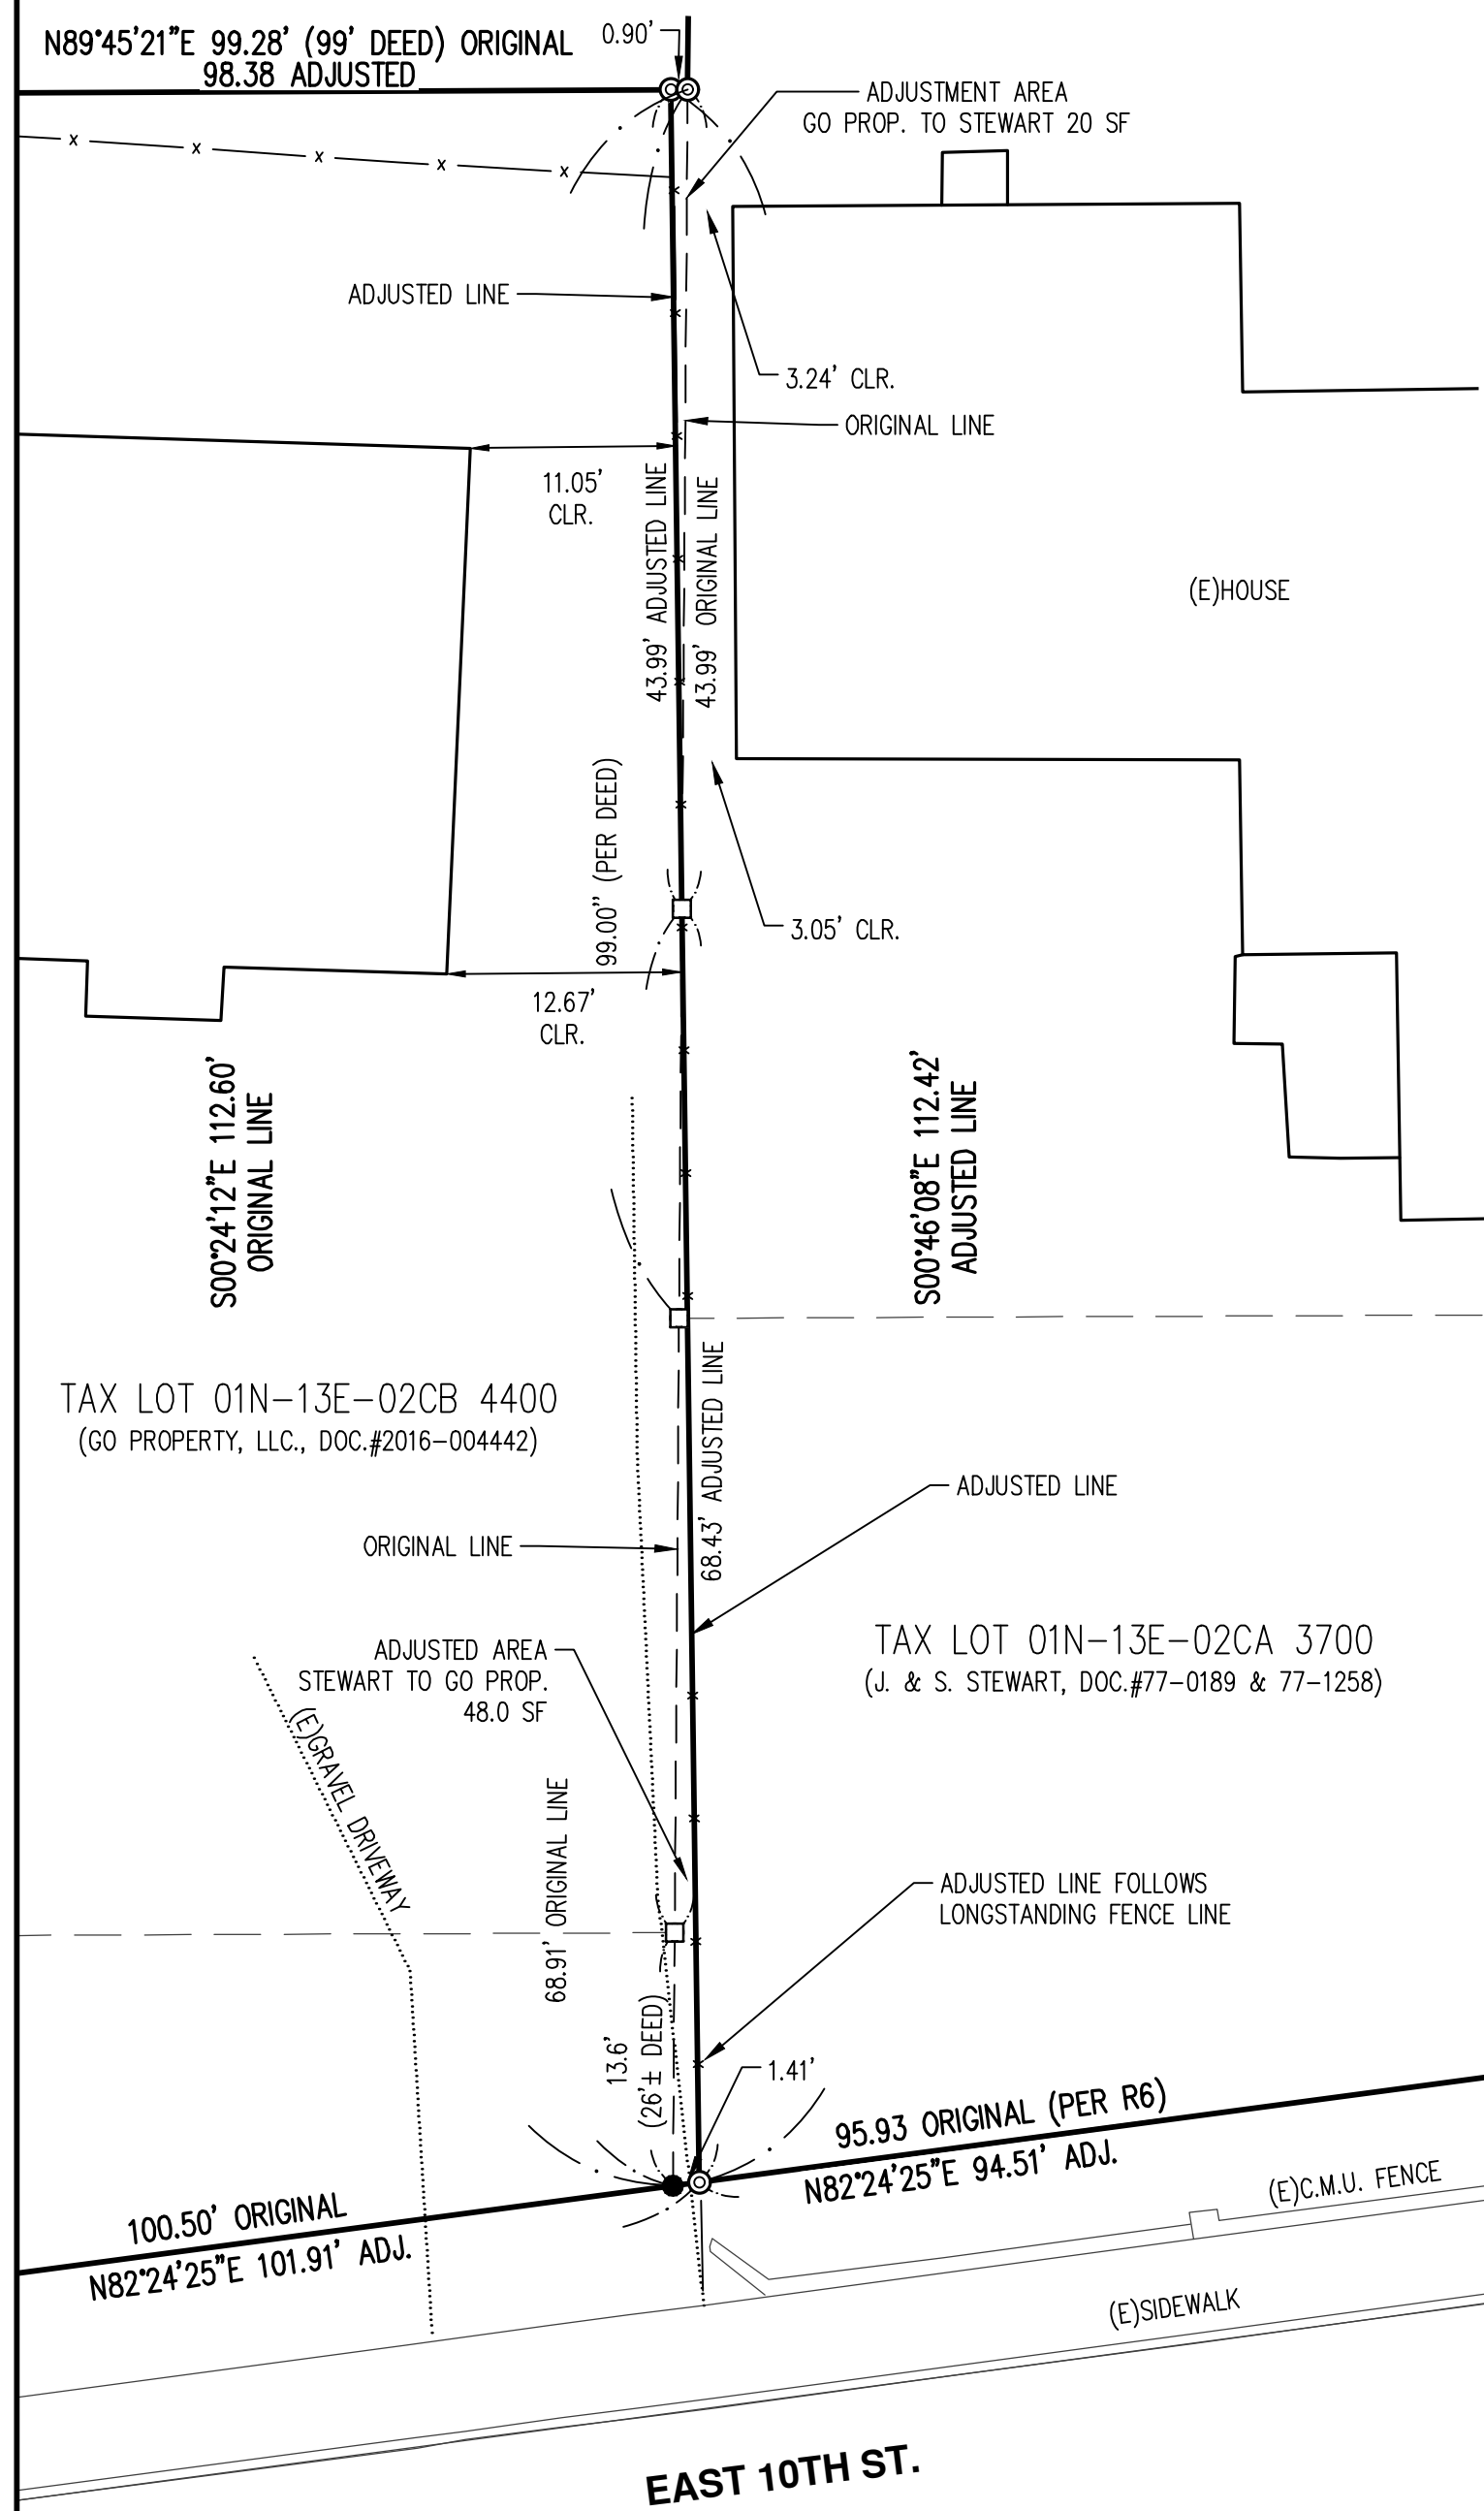 N89°45'21"E 99.28' (99' DEED) ORIGINAL
98.38 ADJUSTED
0.90'
ADJUSTMENT AREA
GO PROP. TO STEWART 20 SF
ADJUSTED LINE
3.24' CLR.
ORIGINAL LINE
11.05'
CLR.
43.99' ADJUSTED LINE
43.99' ORIGINAL LINE
(E)HOUSE
99.00" (PER DEED)
3.05' CLR.
12.67'
CLR.
S00°24'12"E 112.60'
ORIGINAL LINE
S00°46'08"E 112.42'
ADJUSTED LINE
TAX LOT 01N-13E-02CB 4400
(GO PROPERTY, LLC., DOC.#2016-004442)
68.43' ADJUSTED LINE
ADJUSTED LINE
ORIGINAL LINE
TAX LOT 01N-13E-02CA 3700
(J. & S. STEWART, DOC.#77-0189 & 77-1258)
ADJUSTED AREA
STEWART TO GO PROP.
48.0 SF
(E)GRAVEL DRIVEWAY
68.91' ORIGINAL LINE
ADJUSTED LINE FOLLOWS
LONGSTANDING FENCE LINE
13.6'
(26'± DEED)
1.41'
95.93 ORIGINAL (PER R6)
N82°24'25"E 94.51' ADJ.
100.50' ORIGINAL
N82°24'25"E 101.91' ADJ.
(E)C.M.U. FENCE
(E)SIDEWALK
EAST 10TH ST.